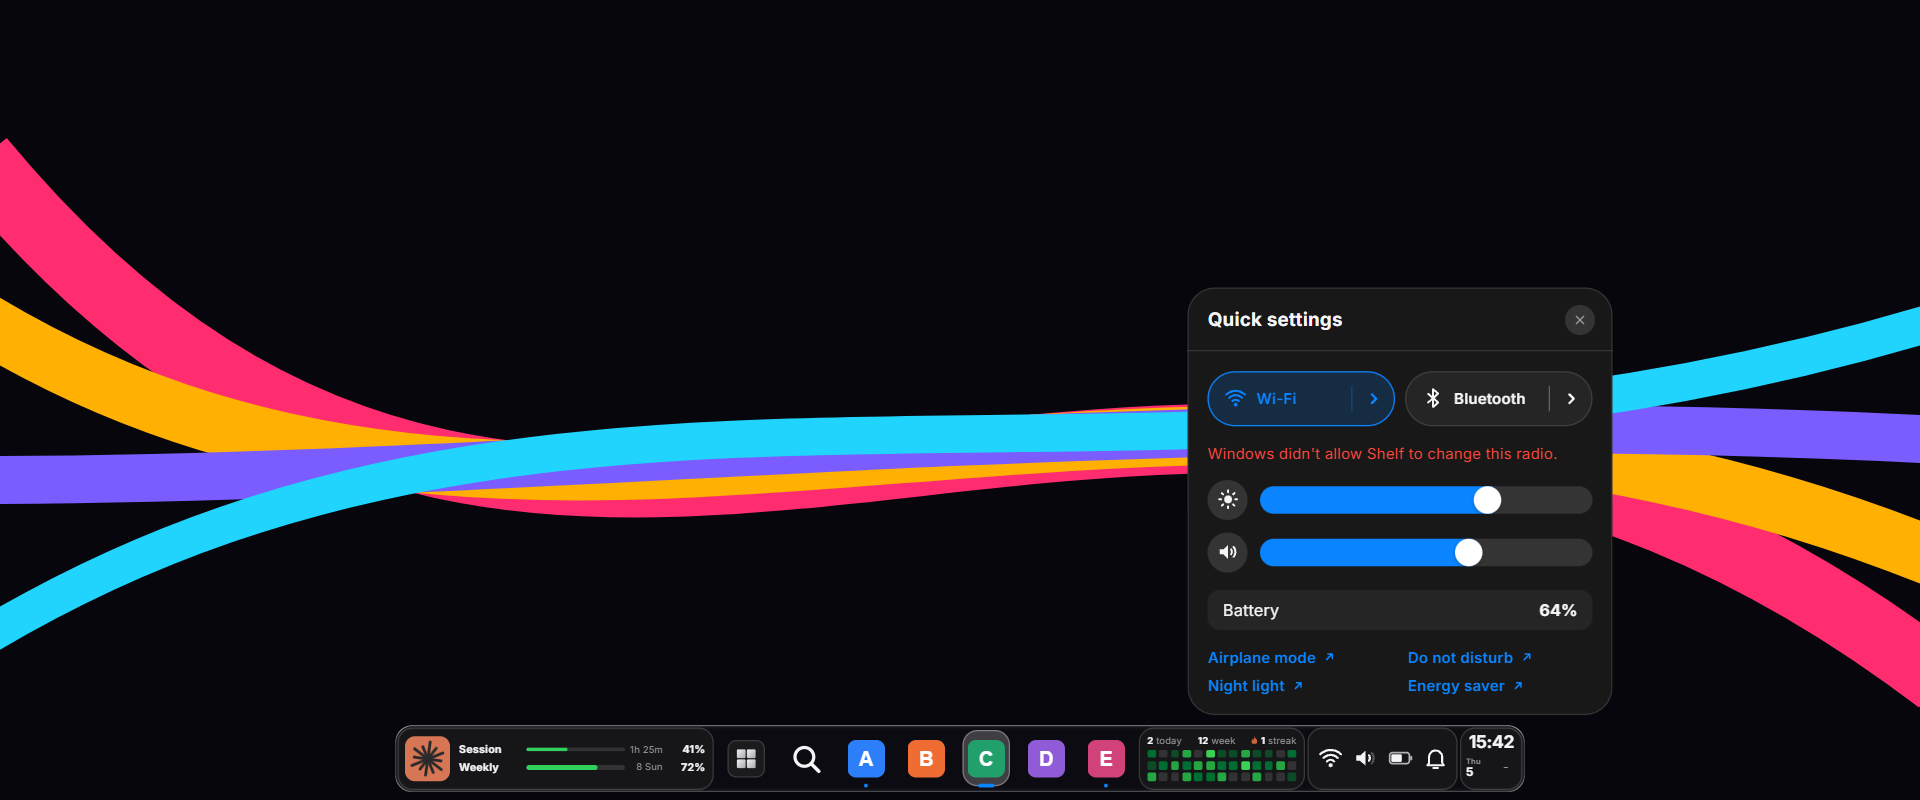 Quick settings
Wi-Fi
Bluetooth
Windows didn't allow Shelf to change this radio.
Battery 64%
Airplane mode
Do not disturb
Night light
Energy saver
Session 1h 25m 41%
Weekly 8 Sun 72%
A
B
C
D
E
2 today 12 week 1 streak
15:42
Thu
5